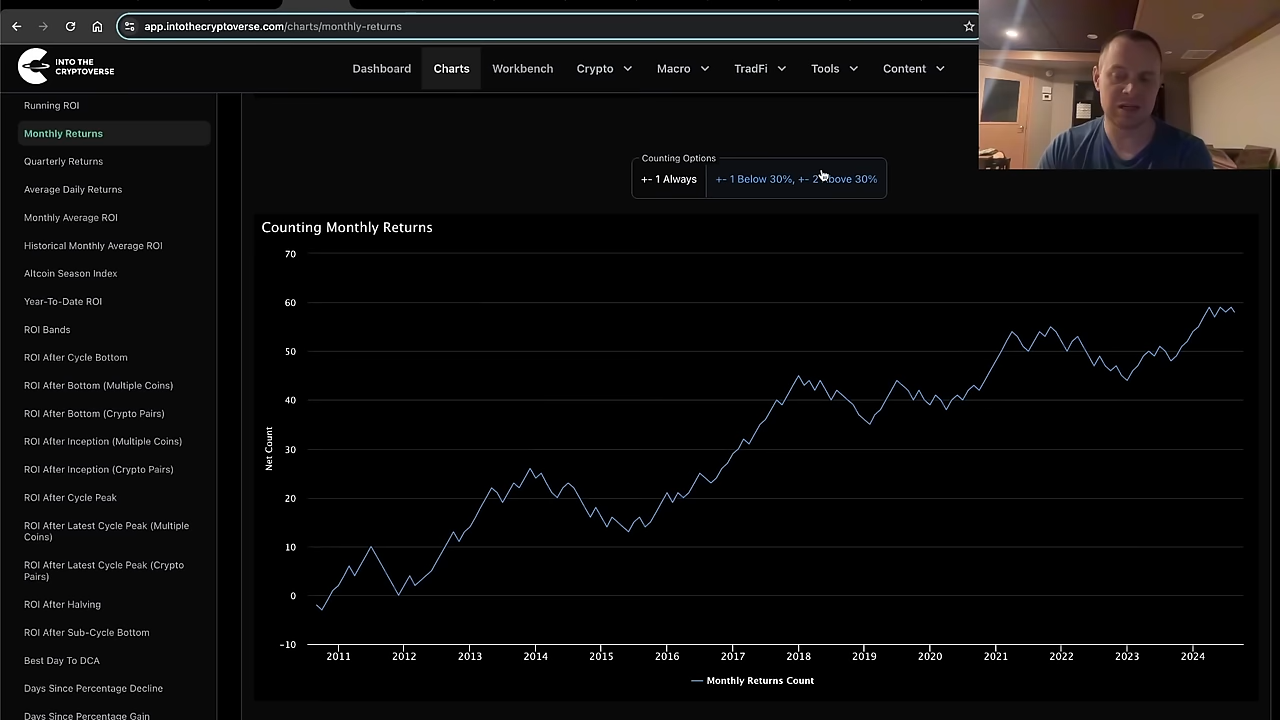 app.intothecryptoverse.com/charts/monthly-returns
INTO THE
CRYPTOVERSE
Dashboard
Charts
Workbench
Crypto
Macro
TradFi
Tools
Content
Running ROI
Monthly Returns
Quarterly Returns
Average Daily Returns
Monthly Average ROI
Historical Monthly Average ROI
Altcoin Season Index
Year-To-Date ROI
ROI Bands
ROI After Cycle Bottom
ROI After Bottom (Multiple Coins)
ROI After Bottom (Crypto Pairs)
ROI After Inception (Multiple Coins)
ROI After Inception (Crypto Pairs)
ROI After Cycle Peak
ROI After Latest Cycle Peak (Multiple
Coins)
ROI After Latest Cycle Peak (Crypto
Pairs)
ROI After Halving
ROI After Sub-Cycle Bottom
Best Day To DCA
Days Since Percentage Decline
Days Since Percentage Gain
Counting Options
+- 1 Always
+- 1 Below 30%, +- 2 Above 30%
Counting Monthly Returns
70
60
50
40
30
20
10
0
-10
Net Count
2011 2012 2013 2014 2015 2016 2017 2018 2019 2020 2021 2022 2023 2024
Monthly Returns Count